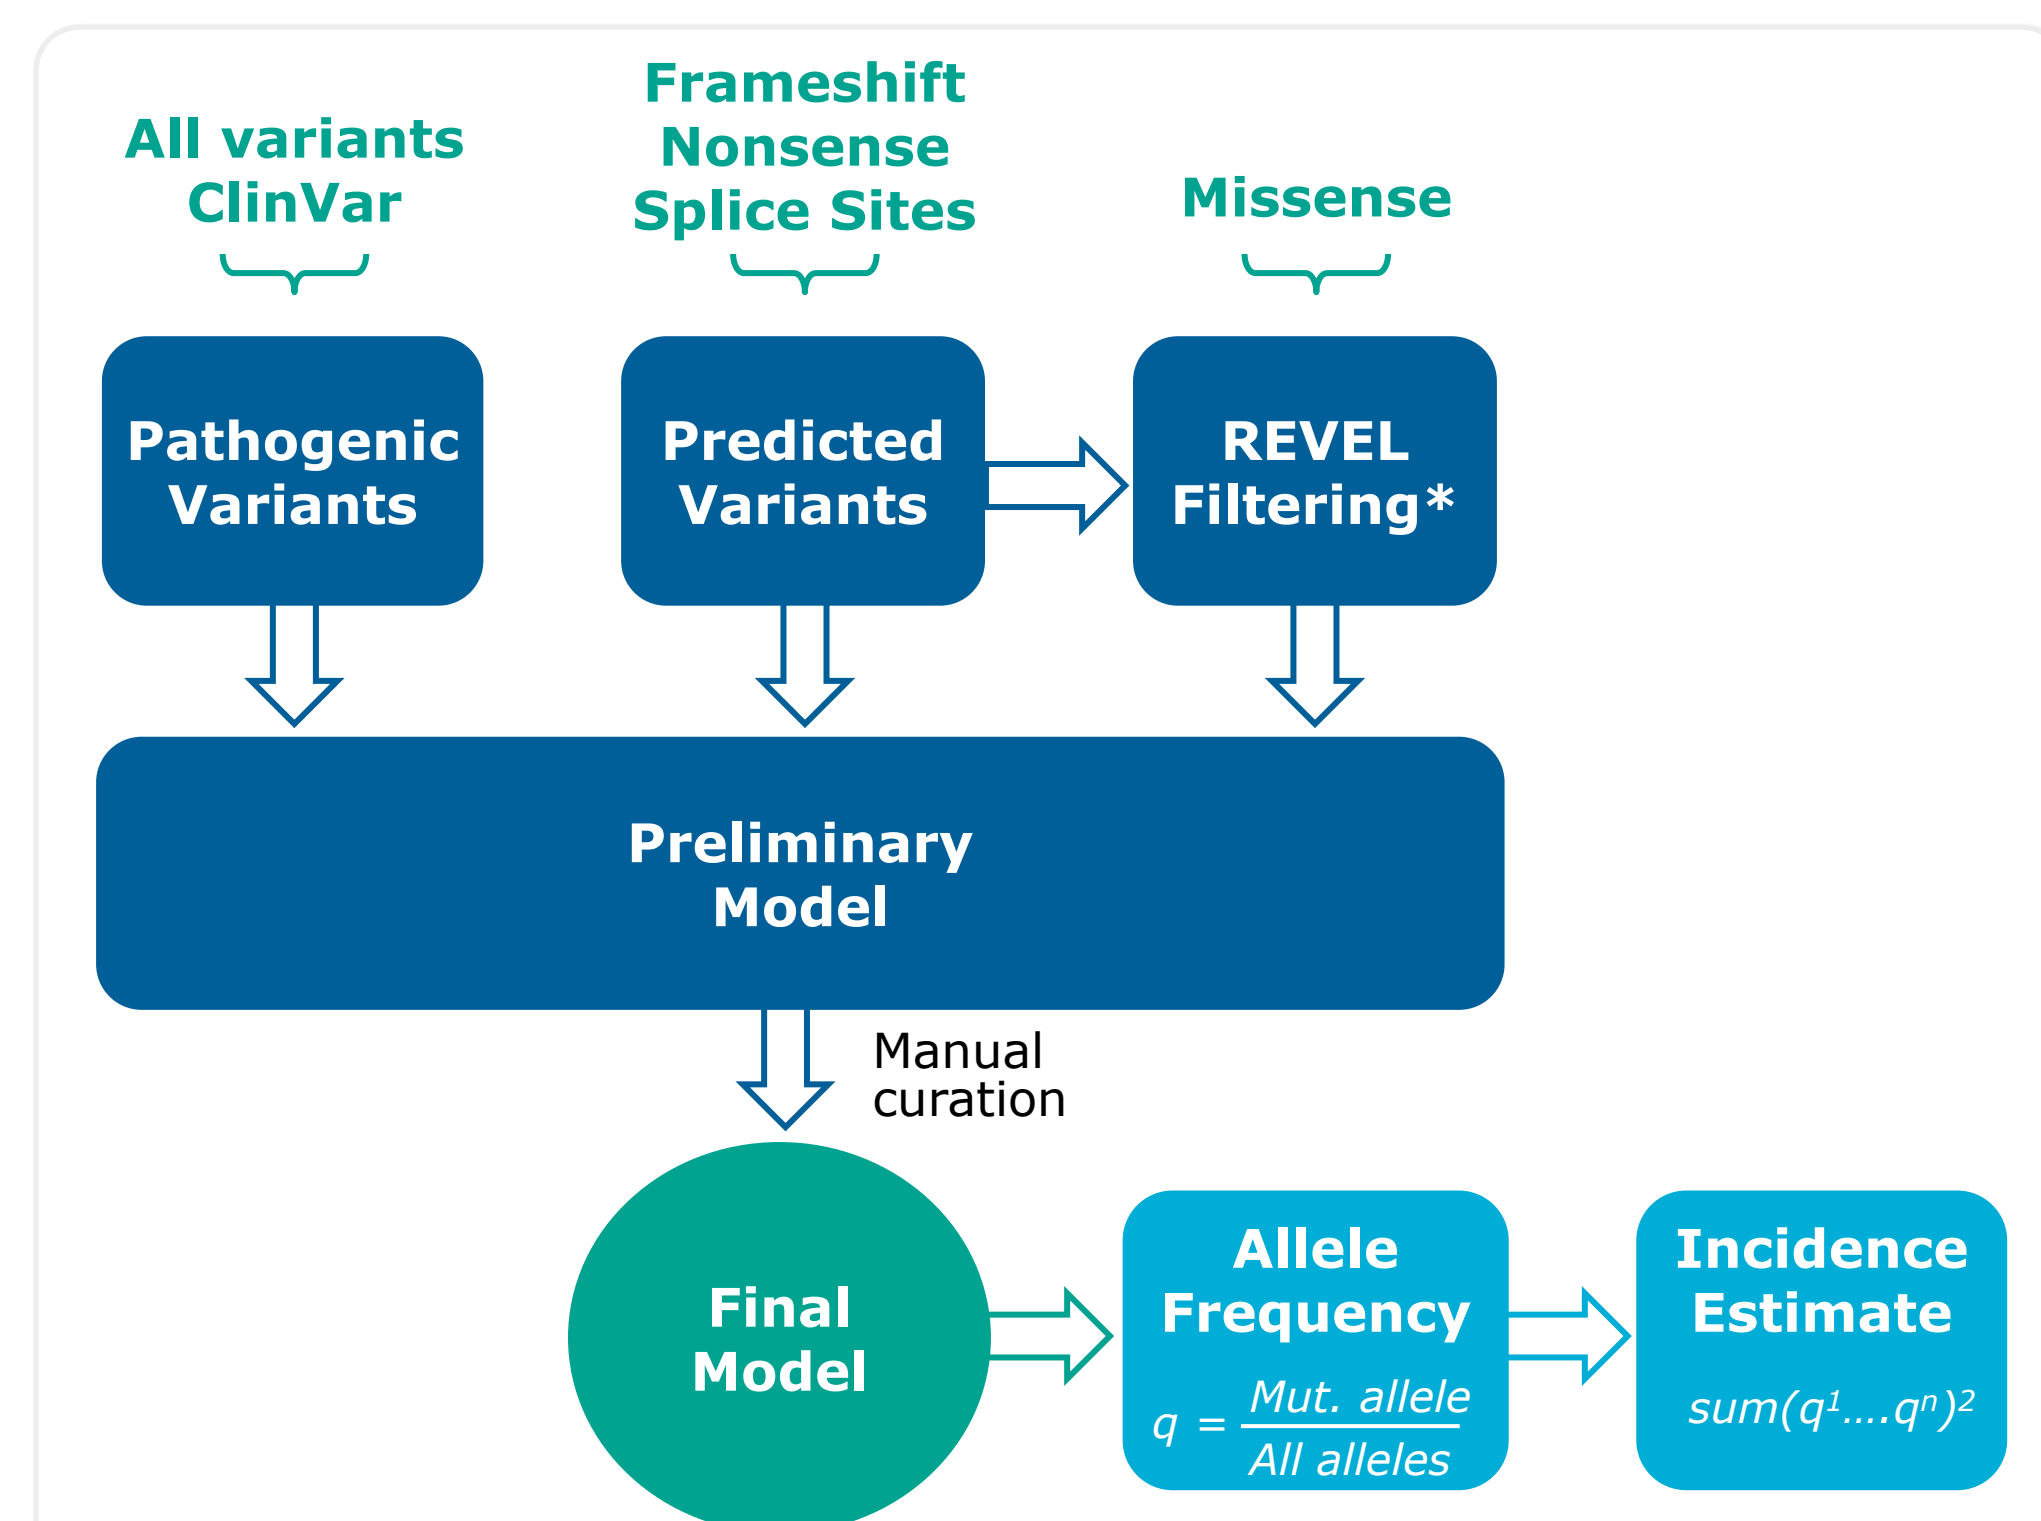 All variants
ClinVar
Frameshift
Nonsense
Splice Sites
Missense
Pathogenic
Variants
Predicted
Variants
REVEL
Filtering*
Preliminary
Model
Manual
curation
Final
Model
Allele
Frequency
q = Mut. allele
All alleles
Incidence
Estimate
sum(q¹....qⁿ)²